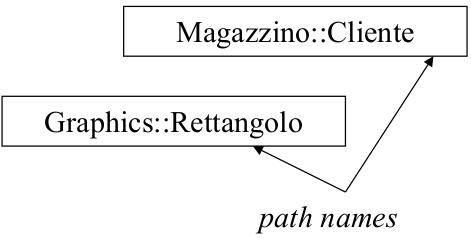 Magazzino::Cliente
Graphics::Rettangolo
path names